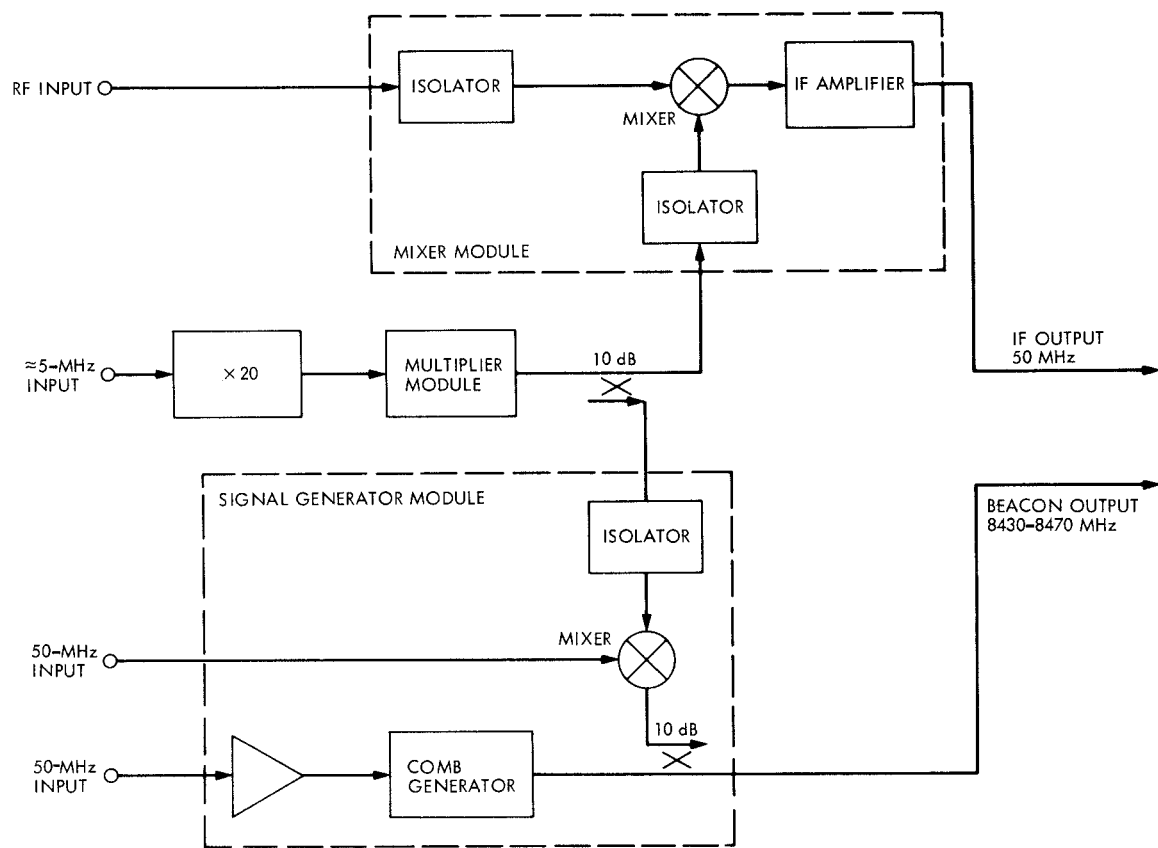 RF INPUT
ISOLATOR
MIXER
IF AMPLIFIER
ISOLATOR
MIXER MODULE
≈5-MHz
INPUT
× 20
MULTIPLIER
MODULE
10 dB
IF OUTPUT
50 MHz
SIGNAL GENERATOR MODULE
ISOLATOR
BEACON OUTPUT
8430-8470 MHz
50-MHz
INPUT
MIXER
10 dB
50-MHz
INPUT
COMB
GENERATOR